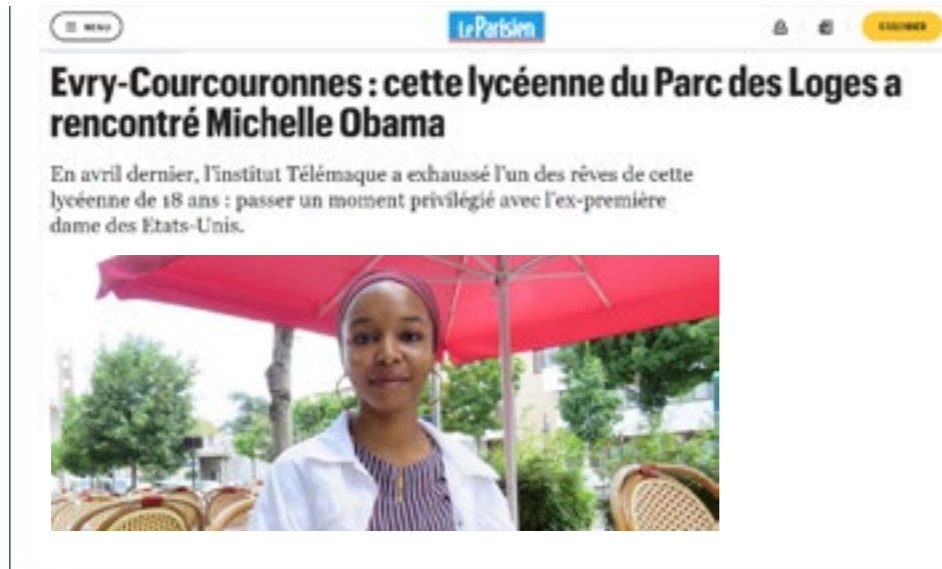 MENU
Le Parisien
S'ABONNER
Evry-Courcouronnes : cette lycéenne du Parc des Loges a
rencontré Michelle Obama
En avril dernier, l'institut Télémaque a exhaussé l'un des rêves de cette
lycéenne de 18 ans : passer un moment privilégié avec l'ex-première
dame des Etats-Unis.